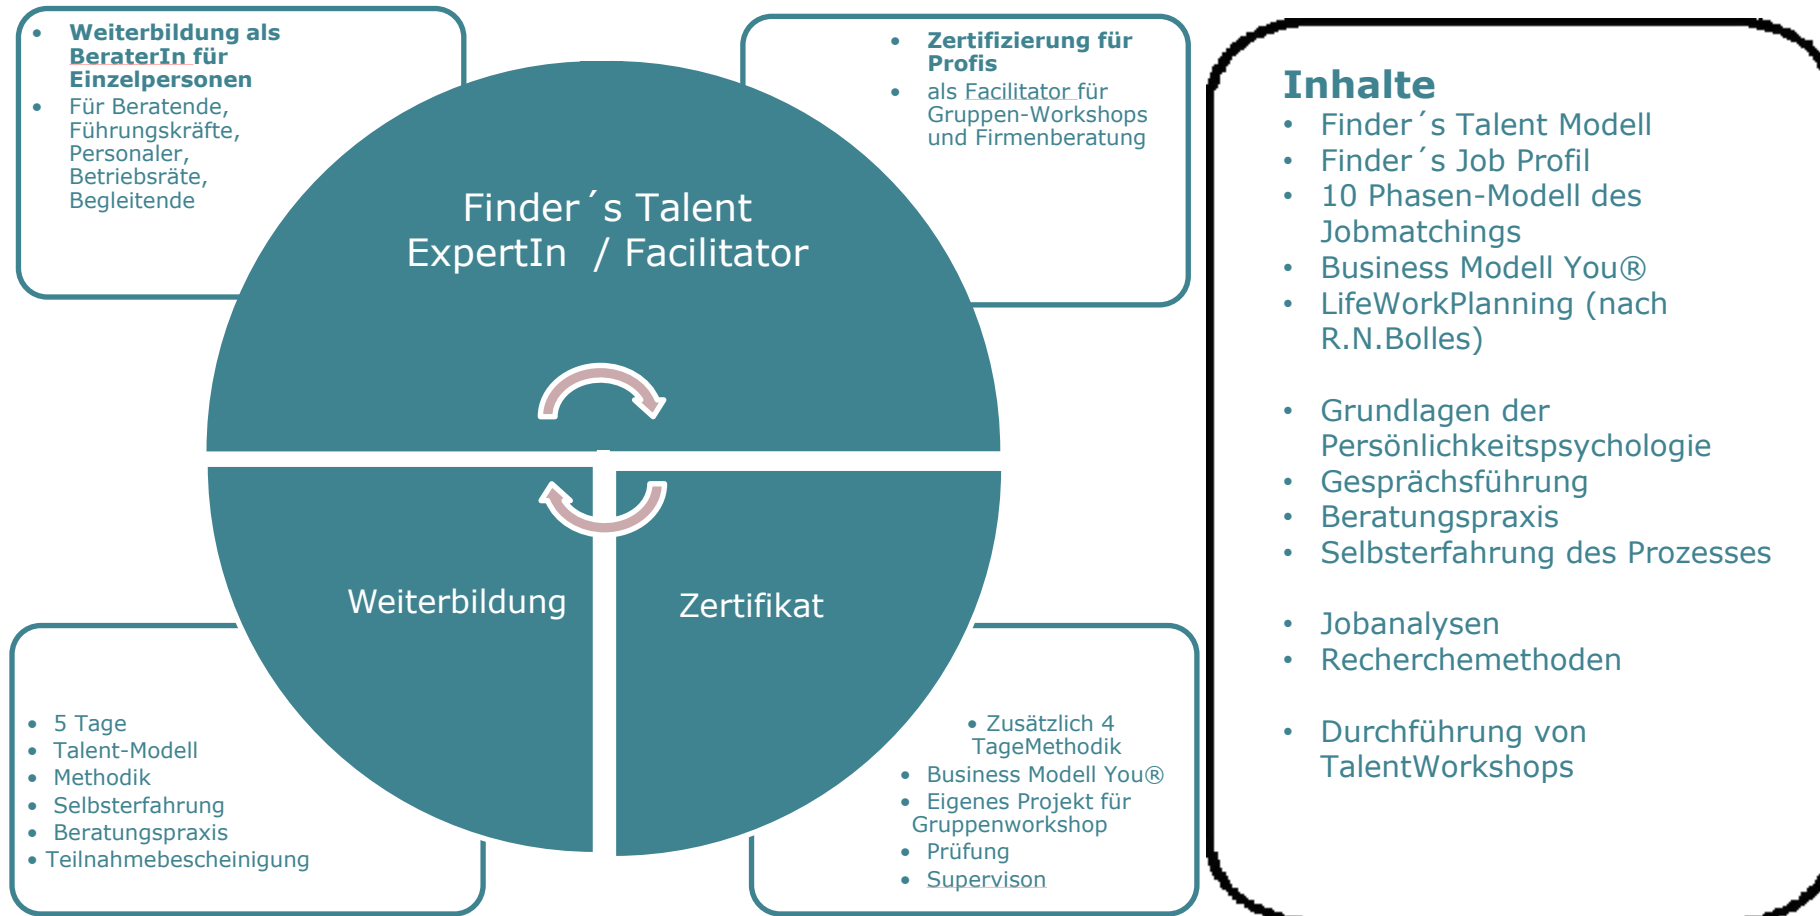 • Weiterbildung als
BeraterIn für
Einzelpersonen
• Für Beratende,
Führungskräfte,
Personaler,
Betriebsräte,
Begleitende
• Zertifizierung für
Profis
• als Facilitator für
Gruppen-Workshops
und Firmenberatung
Finder´s Talent
ExpertIn / Facilitator
Weiterbildung
Zertifikat
• 5 Tage
• Talent-Modell
• Methodik
• Selbsterfahrung
• Beratungspraxis
• Teilnahmebescheinigung
• Zusätzlich 4
TageMethodik
• Business Modell You®
• Eigenes Projekt für
Gruppenworkshop
• Prüfung
• Supervison
Inhalte
• Finder´s Talent Modell
• Finder´s Job Profil
• 10 Phasen-Modell des
Jobmatchings
• Business Modell You®
• LifeWorkPlanning (nach
R.N.Bolles)
• Grundlagen der
Persönlichkeitspsychologie
• Gesprächsführung
• Beratungspraxis
• Selbsterfahrung des Prozesses
• Jobanalysen
• Recherchemethoden
• Durchführung von
TalentWorkshops